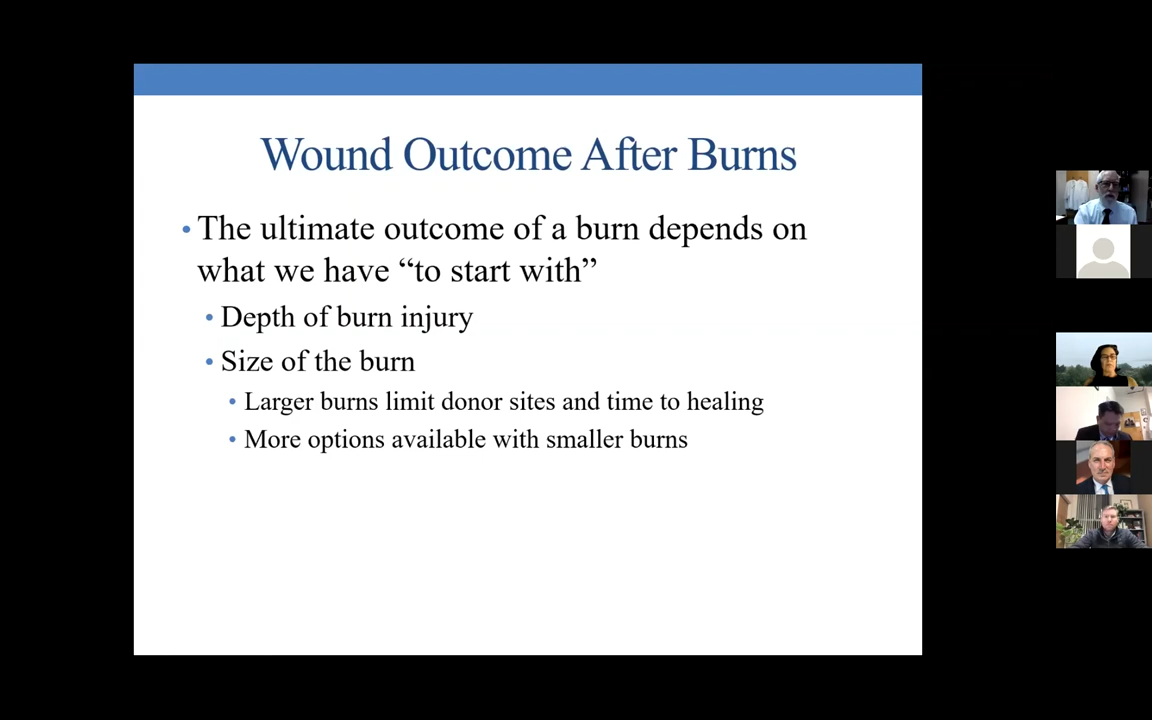 Wound Outcome After Burns
• The ultimate outcome of a burn depends on
what we have “to start with”
• Depth of burn injury
• Size of the burn
• Larger burns limit donor sites and time to healing
• More options available with smaller burns